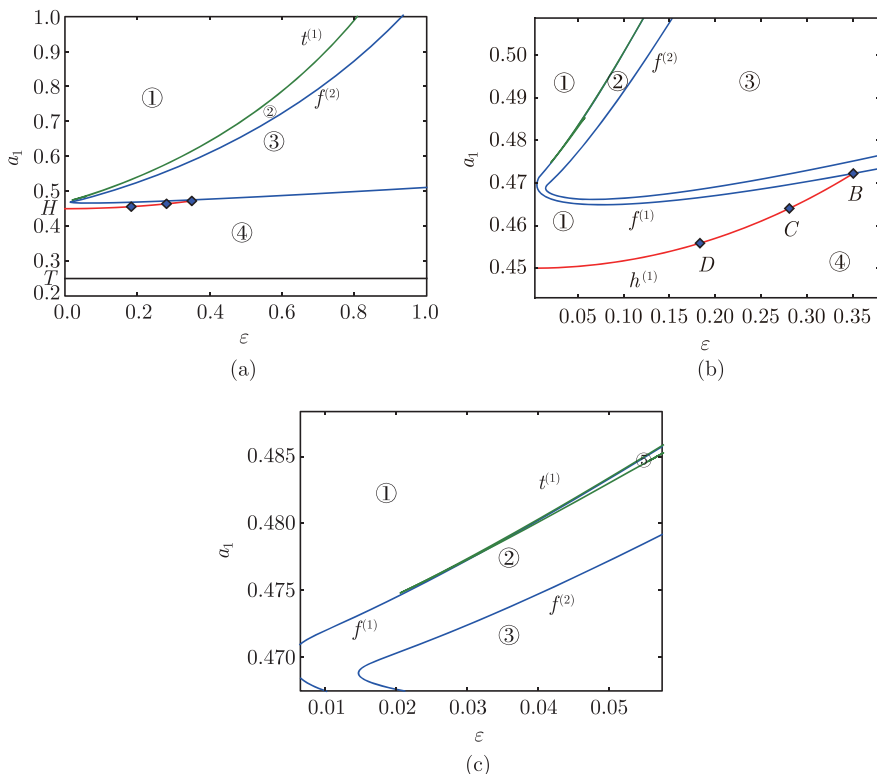 1.0
0.9
0.8
0.7
0.6
0.5
H
0.4
0.3
T
0.2
a₁
t⁽¹⁾
f⁽²⁾
①
②
③
④
0.0 0.2 0.4 0.6 0.8 1.0
ε
(a)
0.50
0.49
0.48
0.47
0.46
0.45
a₁
① ② f⁽²⁾ ③
① f⁽¹⁾ B
C
D
h⁽¹⁾ ④
0.05 0.10 0.15 0.20 0.25 0.30 0.35
ε
(b)
0.485
0.480
0.475
0.470
a₁
⑤
t⁽¹⁾
①
②
f⁽²⁾
f⁽¹⁾
③
0.01 0.02 0.03 0.04 0.05
ε
(c)